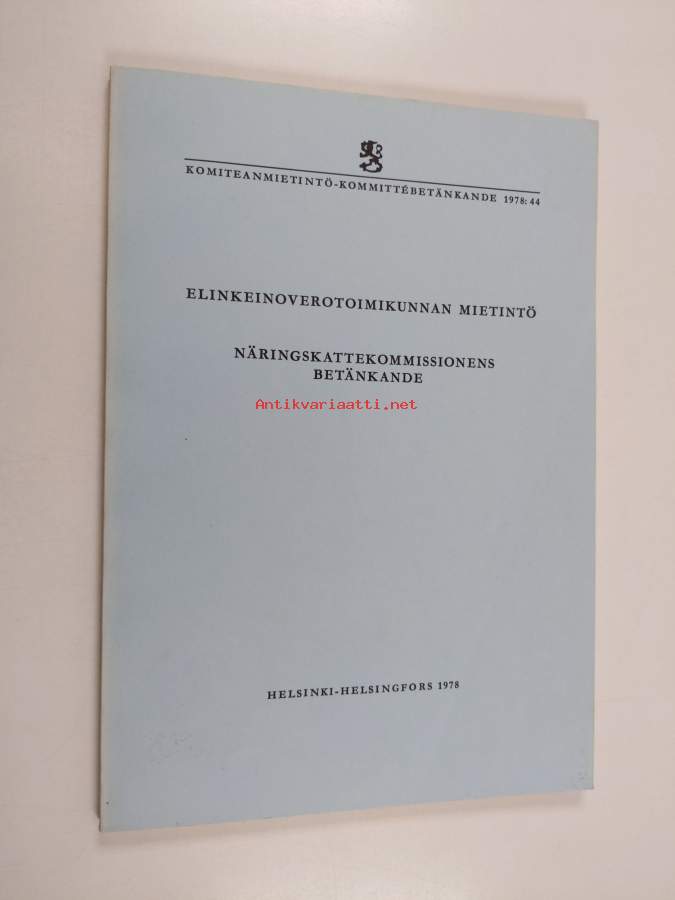 KOMITEANMIETINTÖ-KOMMITTÉBETÄNKANDE 1978: 44
ELINKEINOVEROTOIMIKUNNAN MIETINTÖ
NÄRINGSKATTEKOMMISSIONENS
BETÄNKANDE
Antikvariaatti.net
HELSINKI-HELSINGFORS 1978